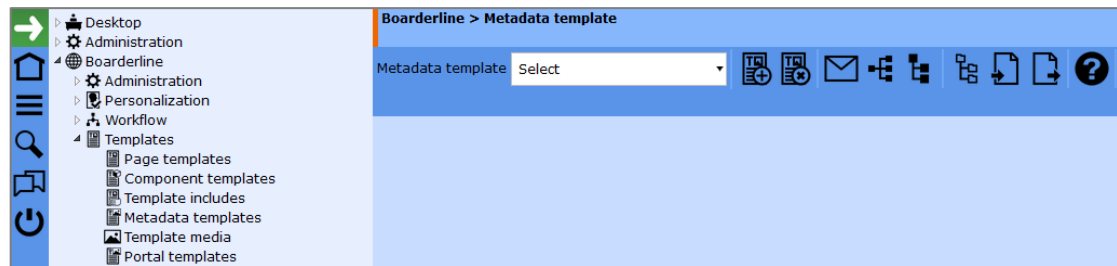 Desktop
Administration
Boarderline
Administration
Personalization
Workflow
Templates
Page templates
Component templates
Template includes
Metadata templates
Template media
Portal templates
Boarderline > Metadata template
Metadata template Select